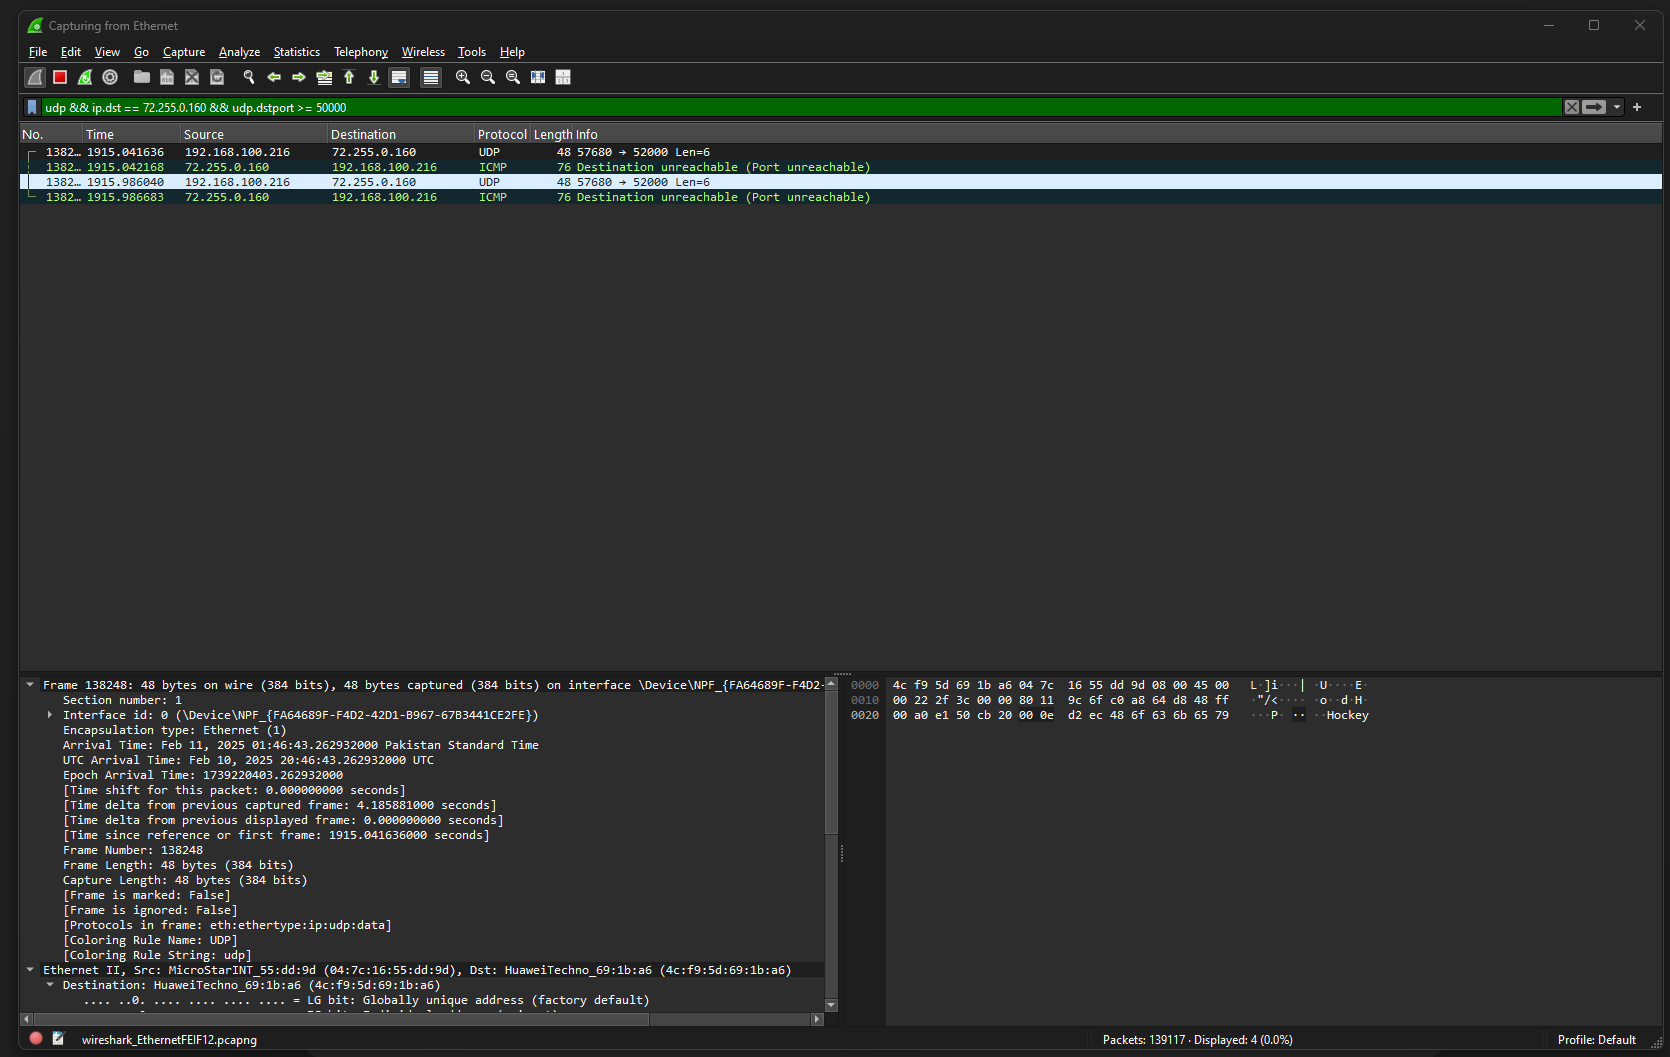 Capturing from Ethernet
File Edit View Go Capture Analyze Statistics Telephony Wireless Tools Help
udp && ip.dst == 72.255.0.160 && udp.dstport >= 50000
No. Time Source Destination Protocol Length Info
1382… 1915.041636 192.168.100.216 72.255.0.160 UDP 48 57680 → 52000 Len=6
1382… 1915.042168 72.255.0.160 192.168.100.216 ICMP 76 Destination unreachable (Port unreachable)
1382… 1915.986040 192.168.100.216 72.255.0.160 UDP 48 57680 → 52000 Len=6
1382… 1915.986683 72.255.0.160 192.168.100.216 ICMP 76 Destination unreachable (Port unreachable)
Frame 138248: 48 bytes on wire (384 bits), 48 bytes captured (384 bits) on interface \Device\NPF_{FA64689F-F4D2-
Section number: 1
Interface id: 0 (\Device\NPF_{FA64689F-F4D2-42D1-B967-67B3441CE2FE})
Encapsulation type: Ethernet (1)
Arrival Time: Feb 11, 2025 01:46:43.262932000 Pakistan Standard Time
UTC Arrival Time: Feb 10, 2025 20:46:43.262932000 UTC
Epoch Arrival Time: 1739220403.262932000
[Time shift for this packet: 0.000000000 seconds]
[Time delta from previous captured frame: 4.185881000 seconds]
[Time delta from previous displayed frame: 0.000000000 seconds]
[Time since reference or first frame: 1915.041636000 seconds]
Frame Number: 138248
Frame Length: 48 bytes (384 bits)
Capture Length: 48 bytes (384 bits)
[Frame is marked: False]
[Frame is ignored: False]
[Protocols in frame: eth:ethertype:ip:udp:data]
[Coloring Rule Name: UDP]
[Coloring Rule String: udp]
Ethernet II, Src: MicroStarINT_55:dd:9d (04:7c:16:55:dd:9d), Dst: HuaweiTechno_69:1b:a6 (4c:f9:5d:69:1b:a6)
Destination: HuaweiTechno_69:1b:a6 (4c:f9:5d:69:1b:a6)
.... ..0. .... .... .... .... = LG bit: Globally unique address (factory default)
0000 4c f9 5d 69 1b a6 04 7c 16 55 dd 9d 08 00 45 00 L·]i···| ·U····E·
0010 00 22 2f 3c 00 00 80 11 9c 6f c0 a8 64 d8 48 ff ·"/<···· ·o··d·H·
0020 00 a0 e1 50 cb 20 00 0e d2 ec 48 6f 63 6b 65 79 ···P· ·· ··Hockey
wireshark_EthernetFEIF12.pcapng
Packets: 139117 · Displayed: 4 (0.0%)
Profile: Default